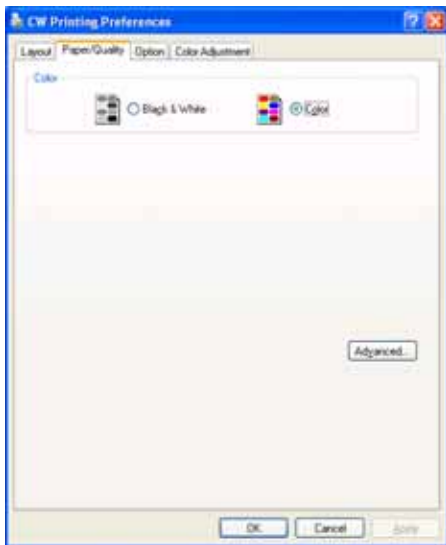 CW Printing Preferences
Layout Paper/Quality Option Color Adjustment
Color
Black & White Color
Advanced...
OK Cancel Apply